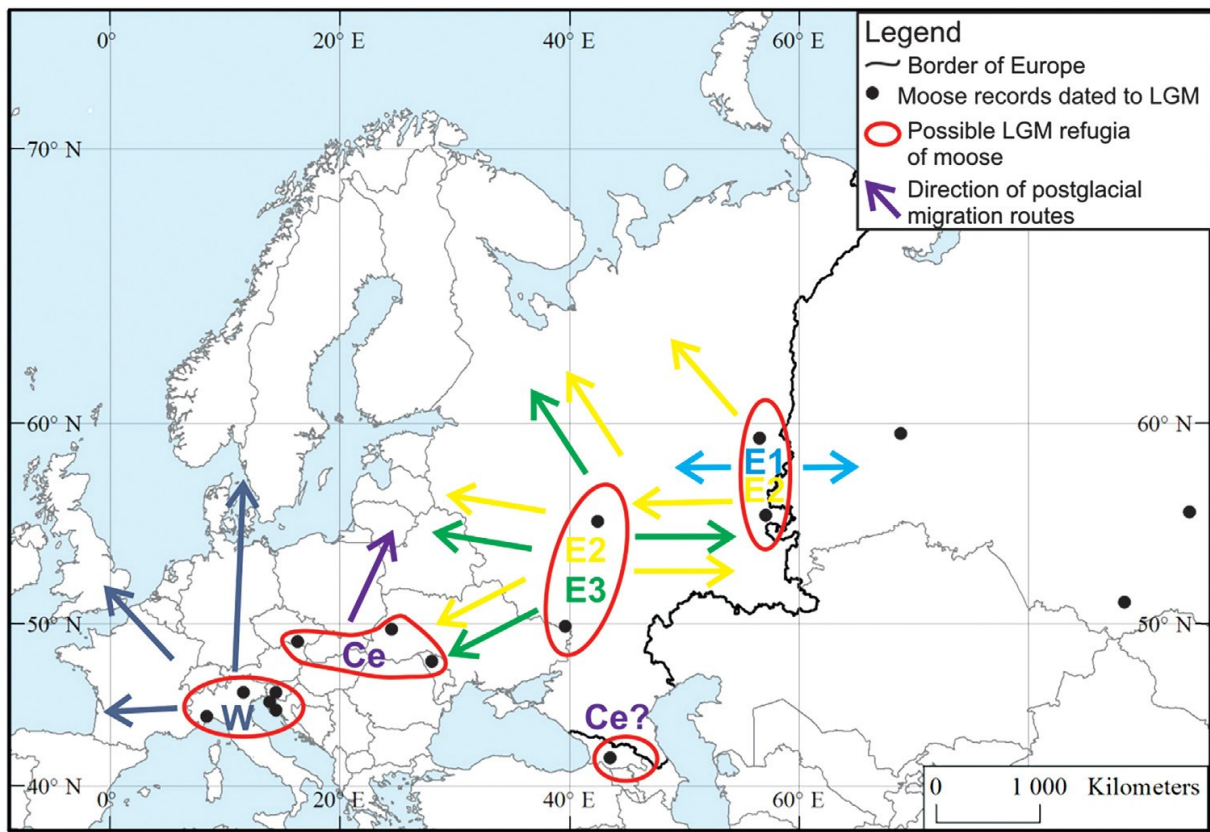 0°
20° E
40° E
60° E
Legend
Border of Europe
Moose records dated to LGM
Possible LGM refugia
of moose
Direction of postglacial
migration routes
70° N
60° N
60° N
E1
E2
E2
E3
50° N
50° N
Ce
W
Ce?
40° N
0°
20° E
40° E
60° E
0 1 000 Kilometers